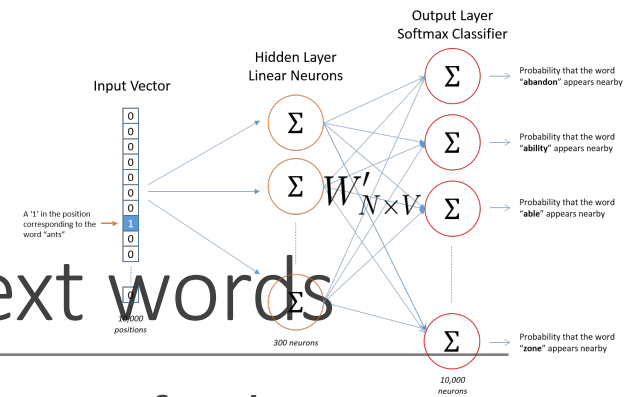 Output Layer
Softmax Classifier
Hidden Layer
Linear Neurons
Input Vector
0
0
0
0
0
0
0
1
0
0
0
A '1' in the position
corresponding to the
word "ants"
positions
Σ
Σ
Σ
300 neurons
W'N×V
Σ
Σ
Σ
Σ
10,000
neurons
Probability that the word
"abandon" appears nearby
Probability that the word
"ability" appears nearby
Probability that the word
"able" appears nearby
Probability that the word
"zone" appears nearby
ext words